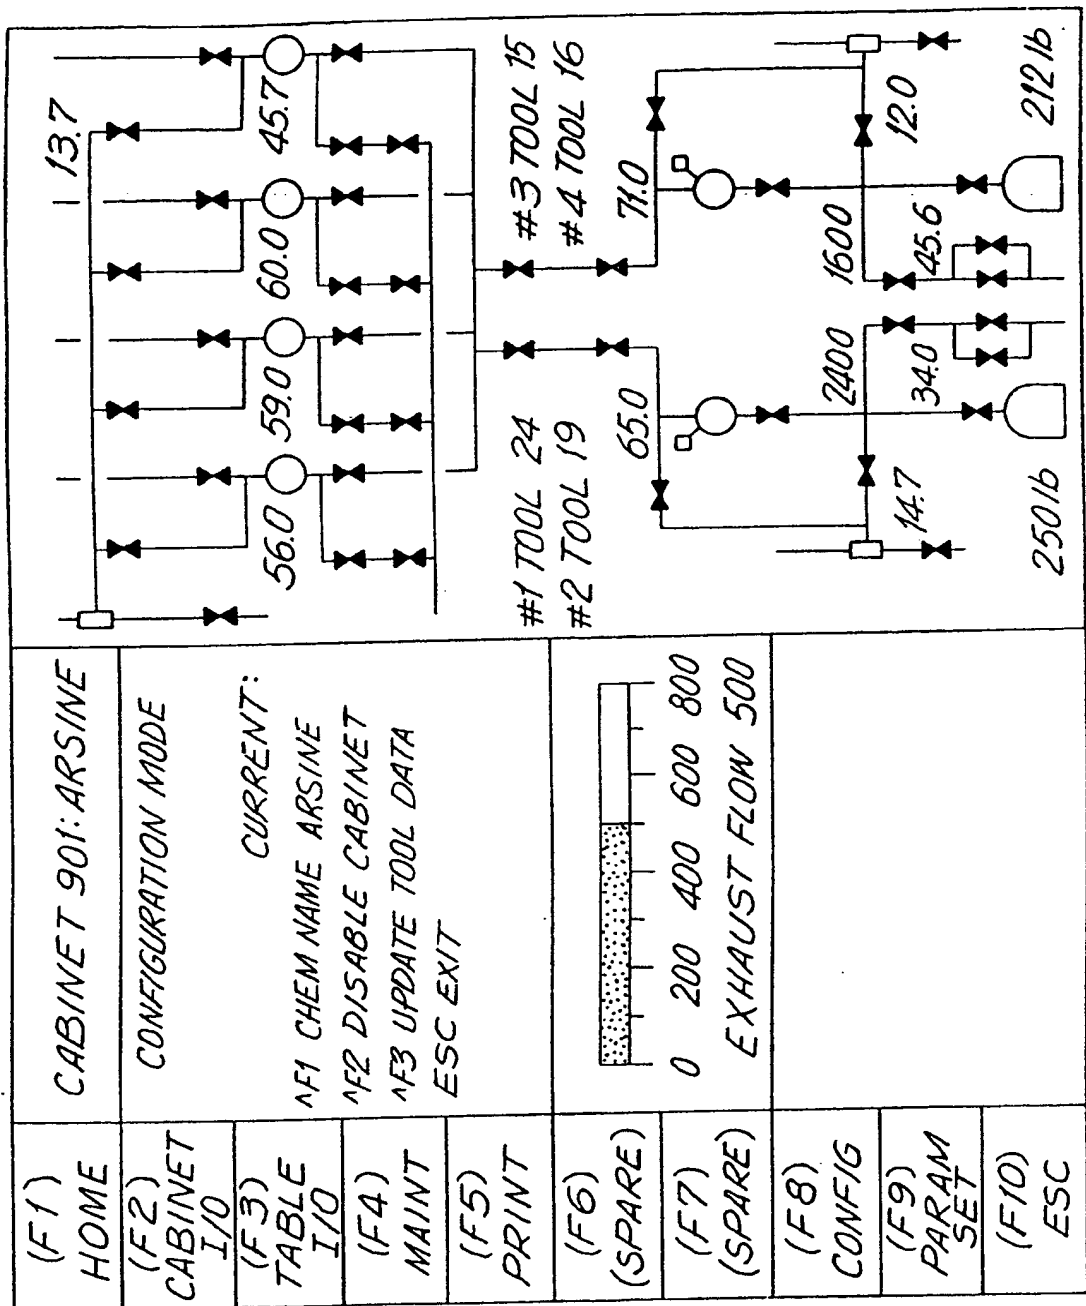 (F1)
HOME
(F2)
CABINET
I/O
(F3)
TABLE
I/O
(F4)
MAINT
(F5)
PRINT
(F6)
(SPARE)
(F7)
(SPARE)
(F8)
CONFIG
(F9)
PARAM
SET
(F10)
ESC
CABINET 901: ARSINE
CONFIGURATION MODE
CURRENT:
^F1 CHEM NAME ARSINE
^F2 DISABLE CABINET
^F3 UPDATE TOOL DATA
ESC EXIT
0 200 400 600 800
EXHAUST FLOW 500
13.7
56.0 59.0 60.0 45.7
#1 TOOL 24 #3 TOOL 15
#2 TOOL 19 #4 TOOL 16
65.0 71.0
2400 1600
14.7 34.0 45.6 12.0
250 lb 212 lb